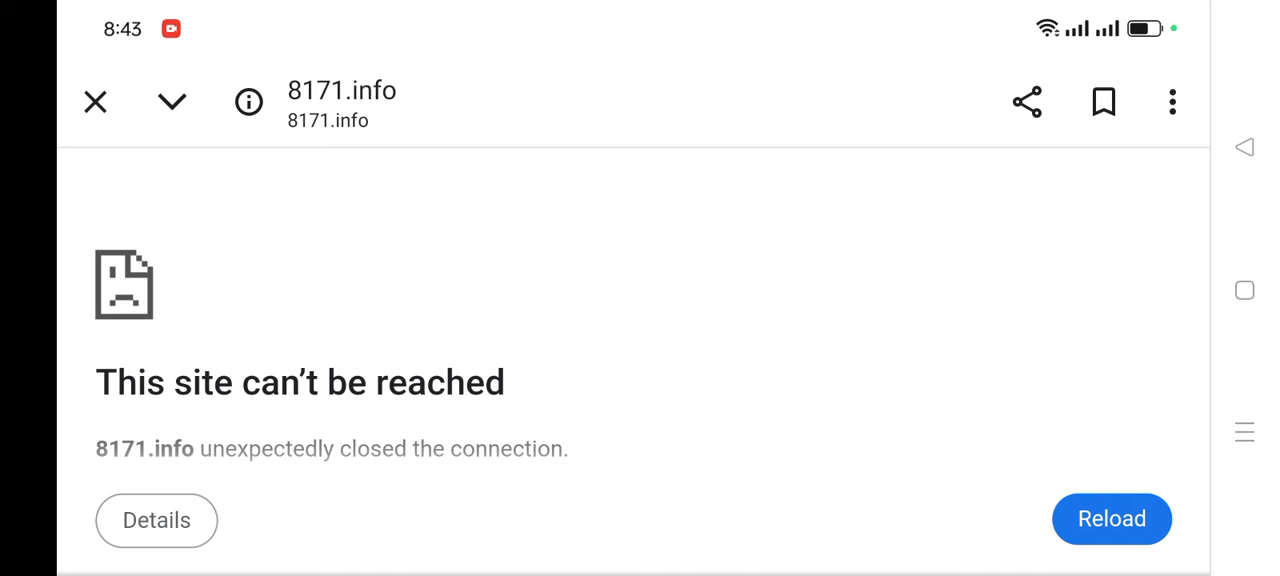 8:43
8171.info
8171.info
This site can’t be reached
8171.info unexpectedly closed the connection.
Details
Reload